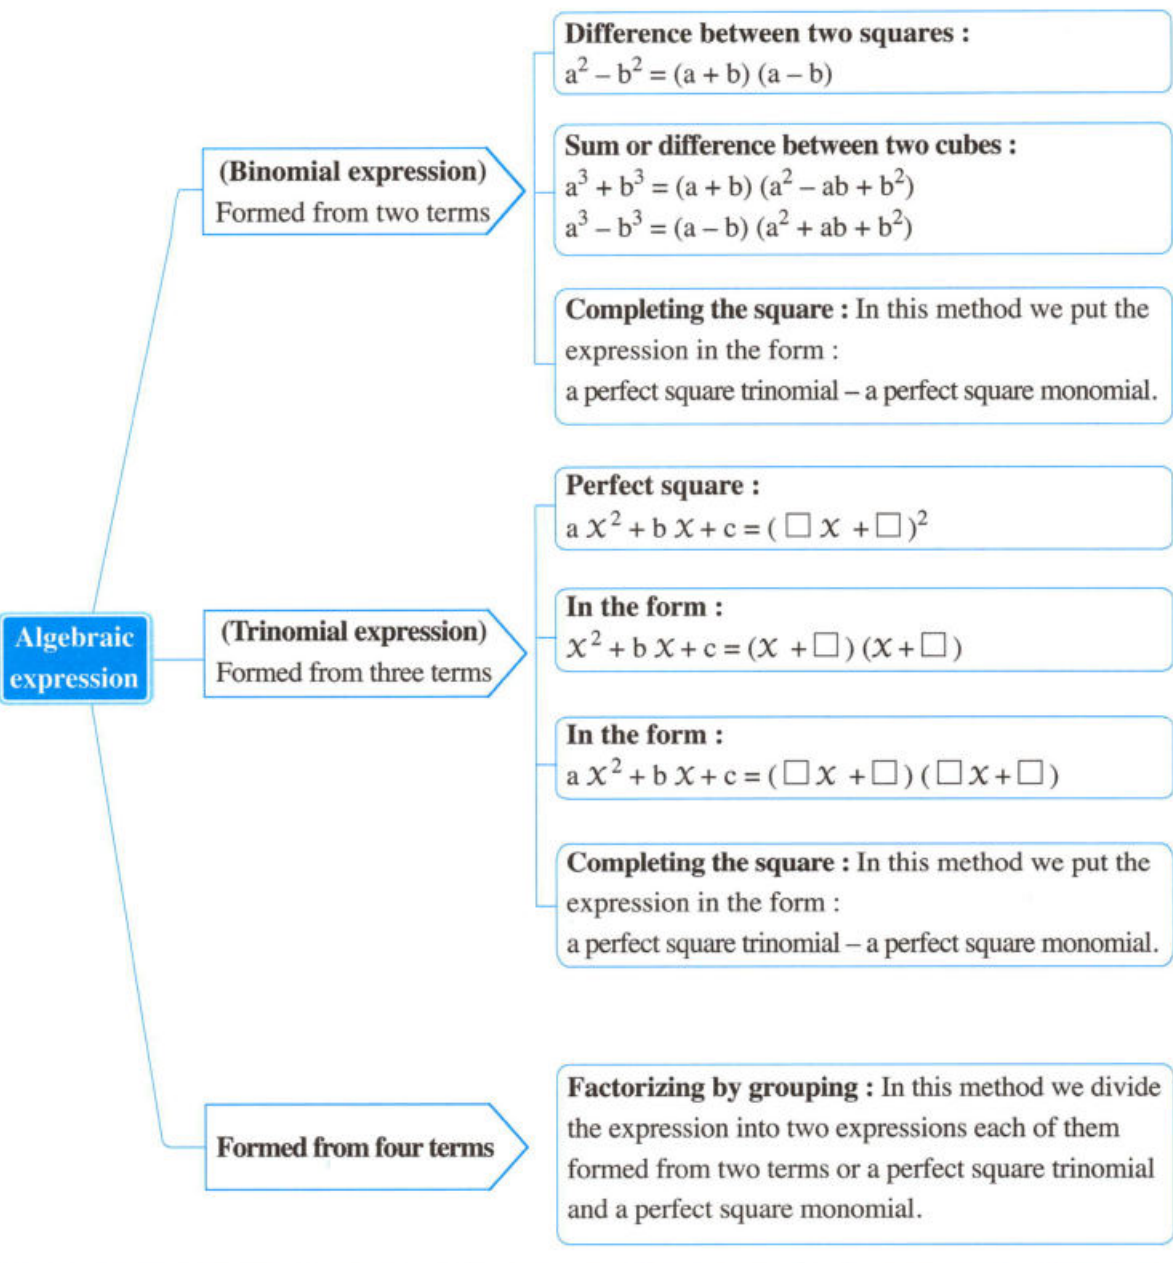 Algebraic
expression
(Binomial expression)
Formed from two terms
Difference between two squares :
a² – b² = (a + b) (a – b)
Sum or difference between two cubes :
a³ + b³ = (a + b) (a² – ab + b²)
a³ – b³ = (a – b) (a² + ab + b²)
Completing the square : In this method we put the
expression in the form :
a perfect square trinomial – a perfect square monomial.
(Trinomial expression)
Formed from three terms
Perfect square :
a X² + b X + c = ( □ X + □ )²
In the form :
X² + b X + c = (X + □ ) (X + □ )
In the form :
a X² + b X + c = ( □ X + □ ) ( □ X + □ )
Completing the square : In this method we put the
expression in the form :
a perfect square trinomial – a perfect square monomial.
Formed from four terms
Factorizing by grouping : In this method we divide
the expression into two expressions each of them
formed from two terms or a perfect square trinomial
and a perfect square monomial.